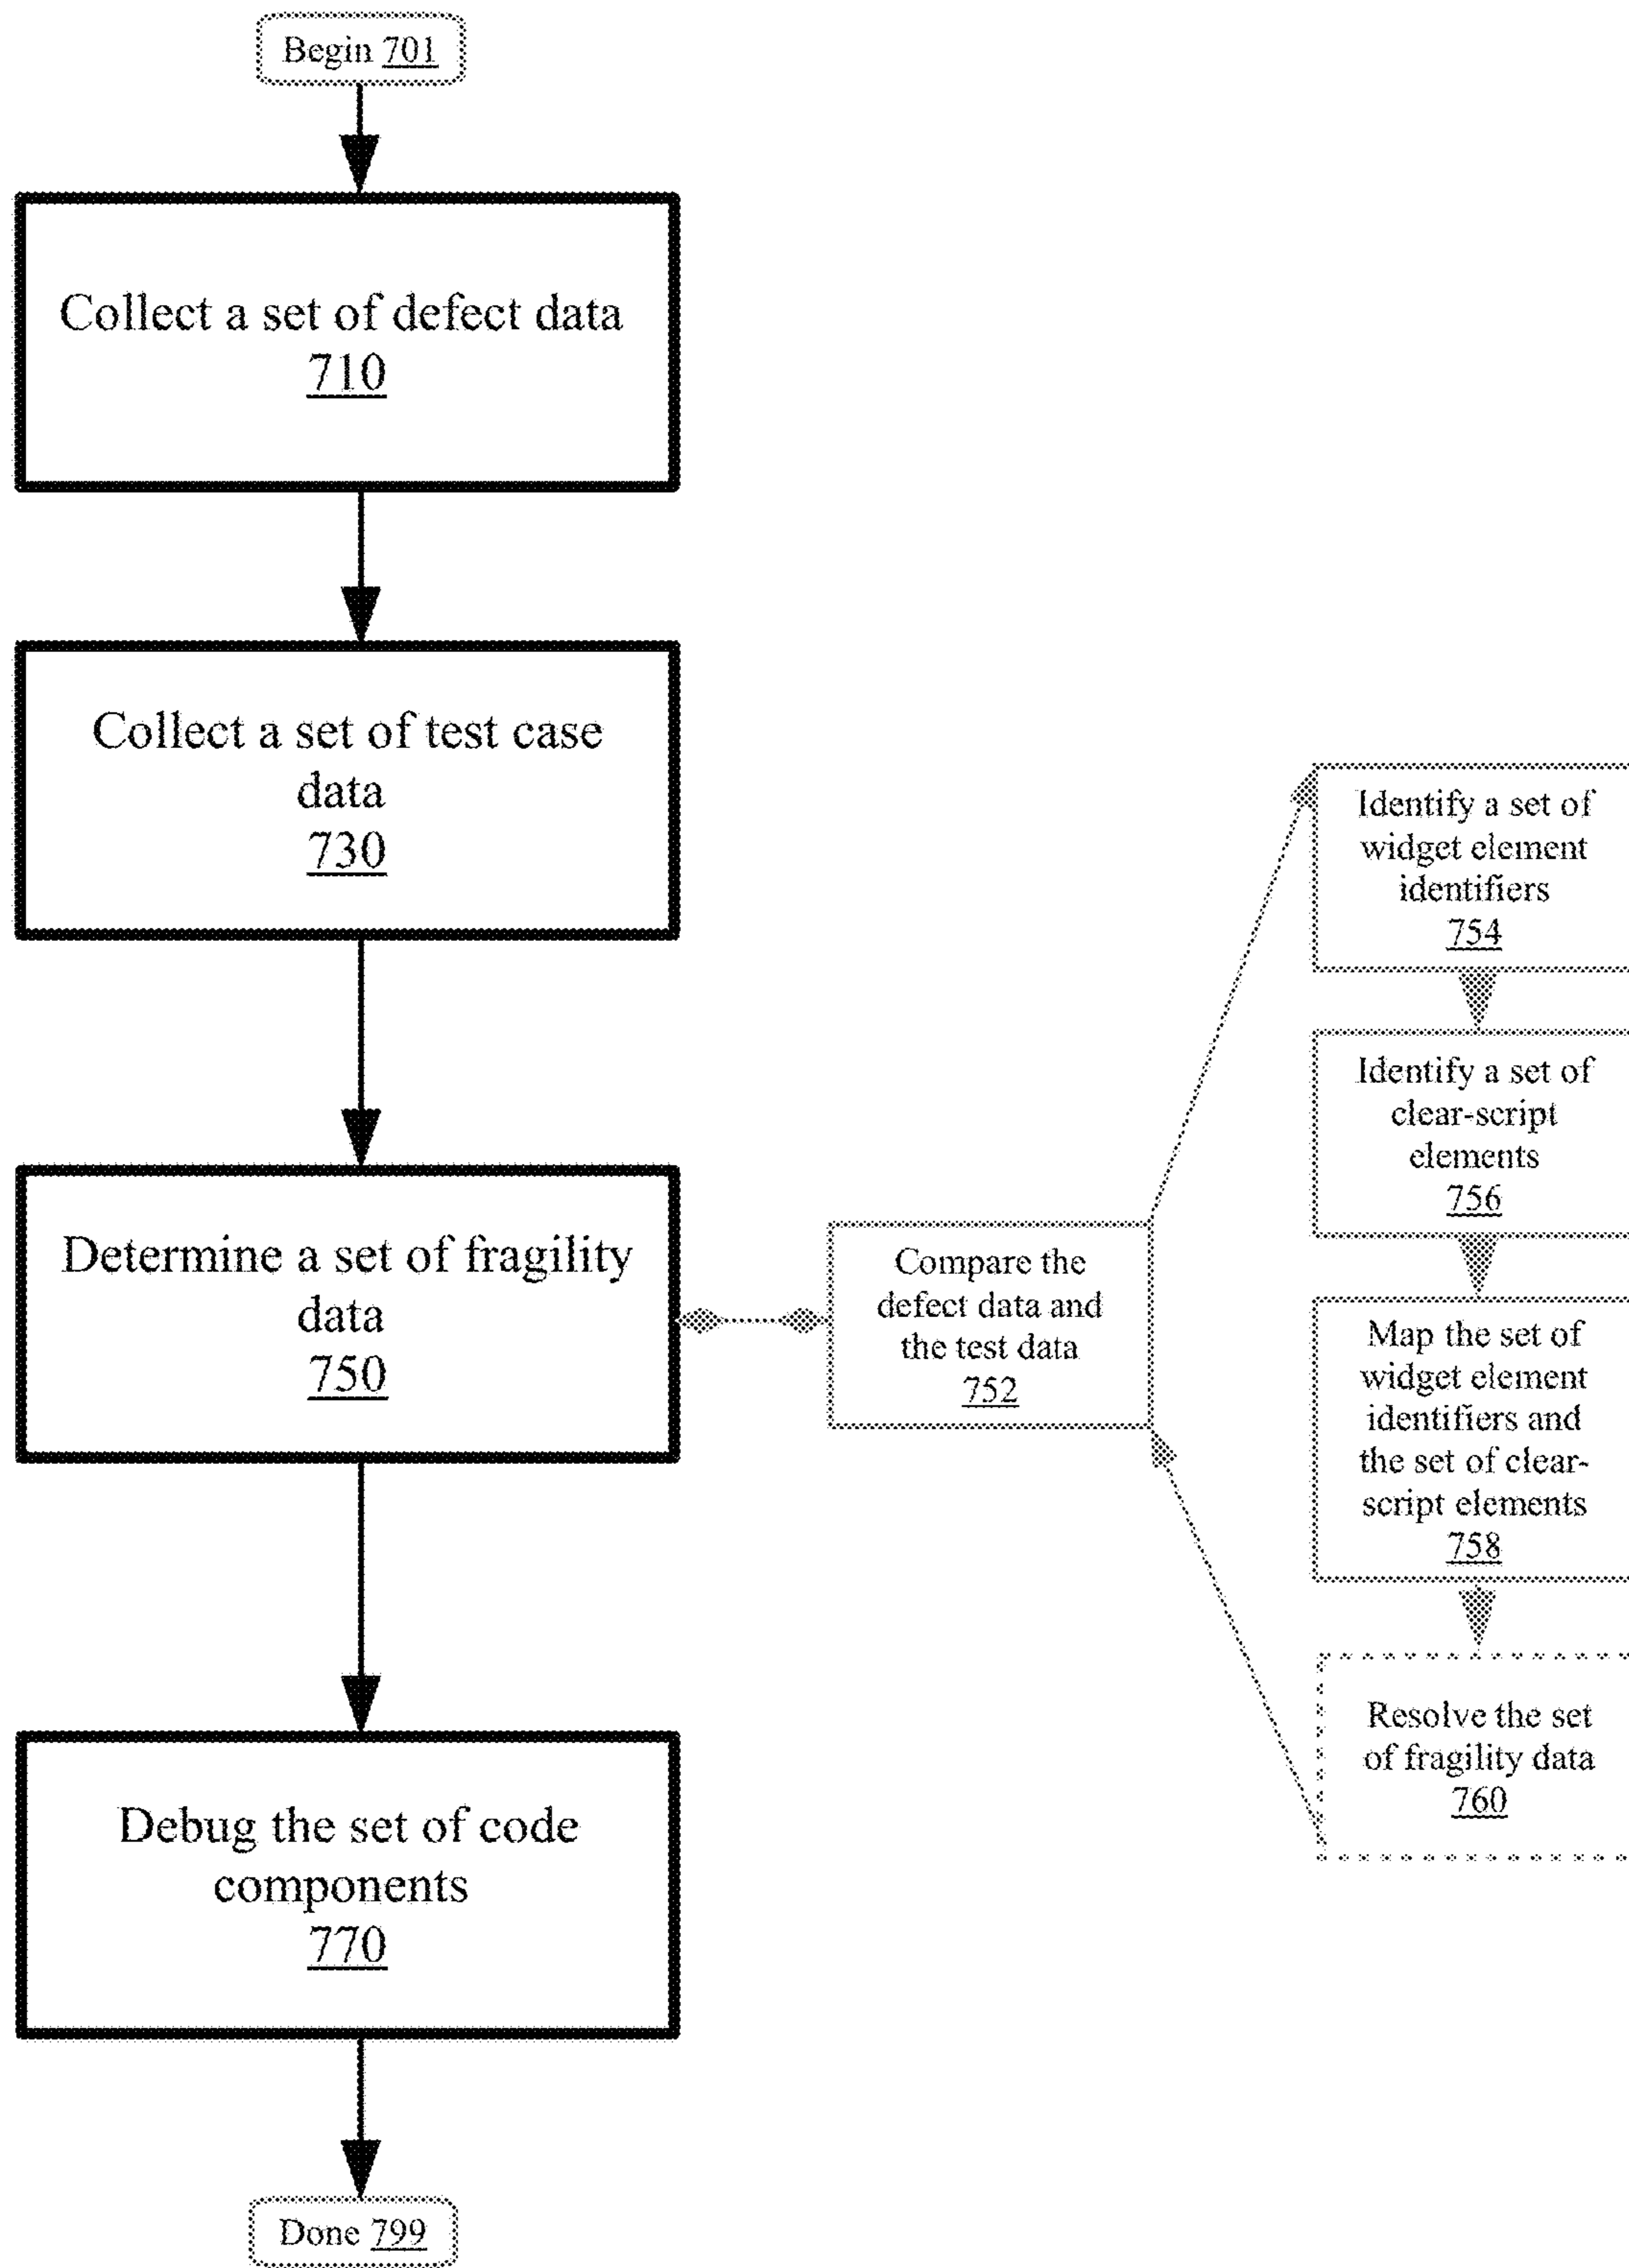 Begin 701
Collect a set of defect data
710
Collect a set of test case
data
730
Determine a set of fragility
data
750
Compare the
defect data and
the test data
752
Identify a set of
widget element
identifiers
754
Identify a set of
clear-script
elements
756
Map the set of
widget element
identifiers and
the set of clear-
script elements
758
Resolve the set
of fragility data
760
Debug the set of code
components
770
Done 799